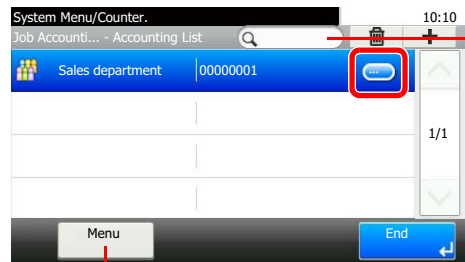 System Menu/Counter. 10:10
Job Accounti... - Accounting List
Sales department 00000001 ...
1/1
Menu End